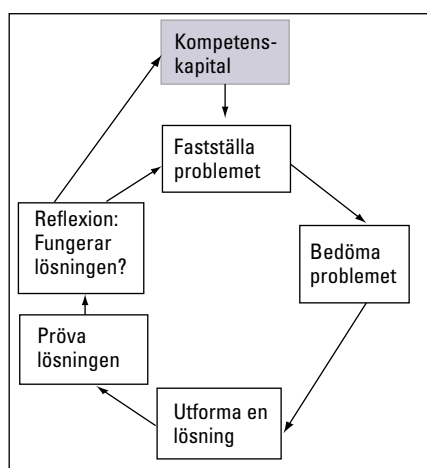 Kompetens-
kapital
Fastställa
problemet
Bedöma
problemet
Utforma en
lösning
Pröva
lösningen
Reflexion:
Fungerar
lösningen?